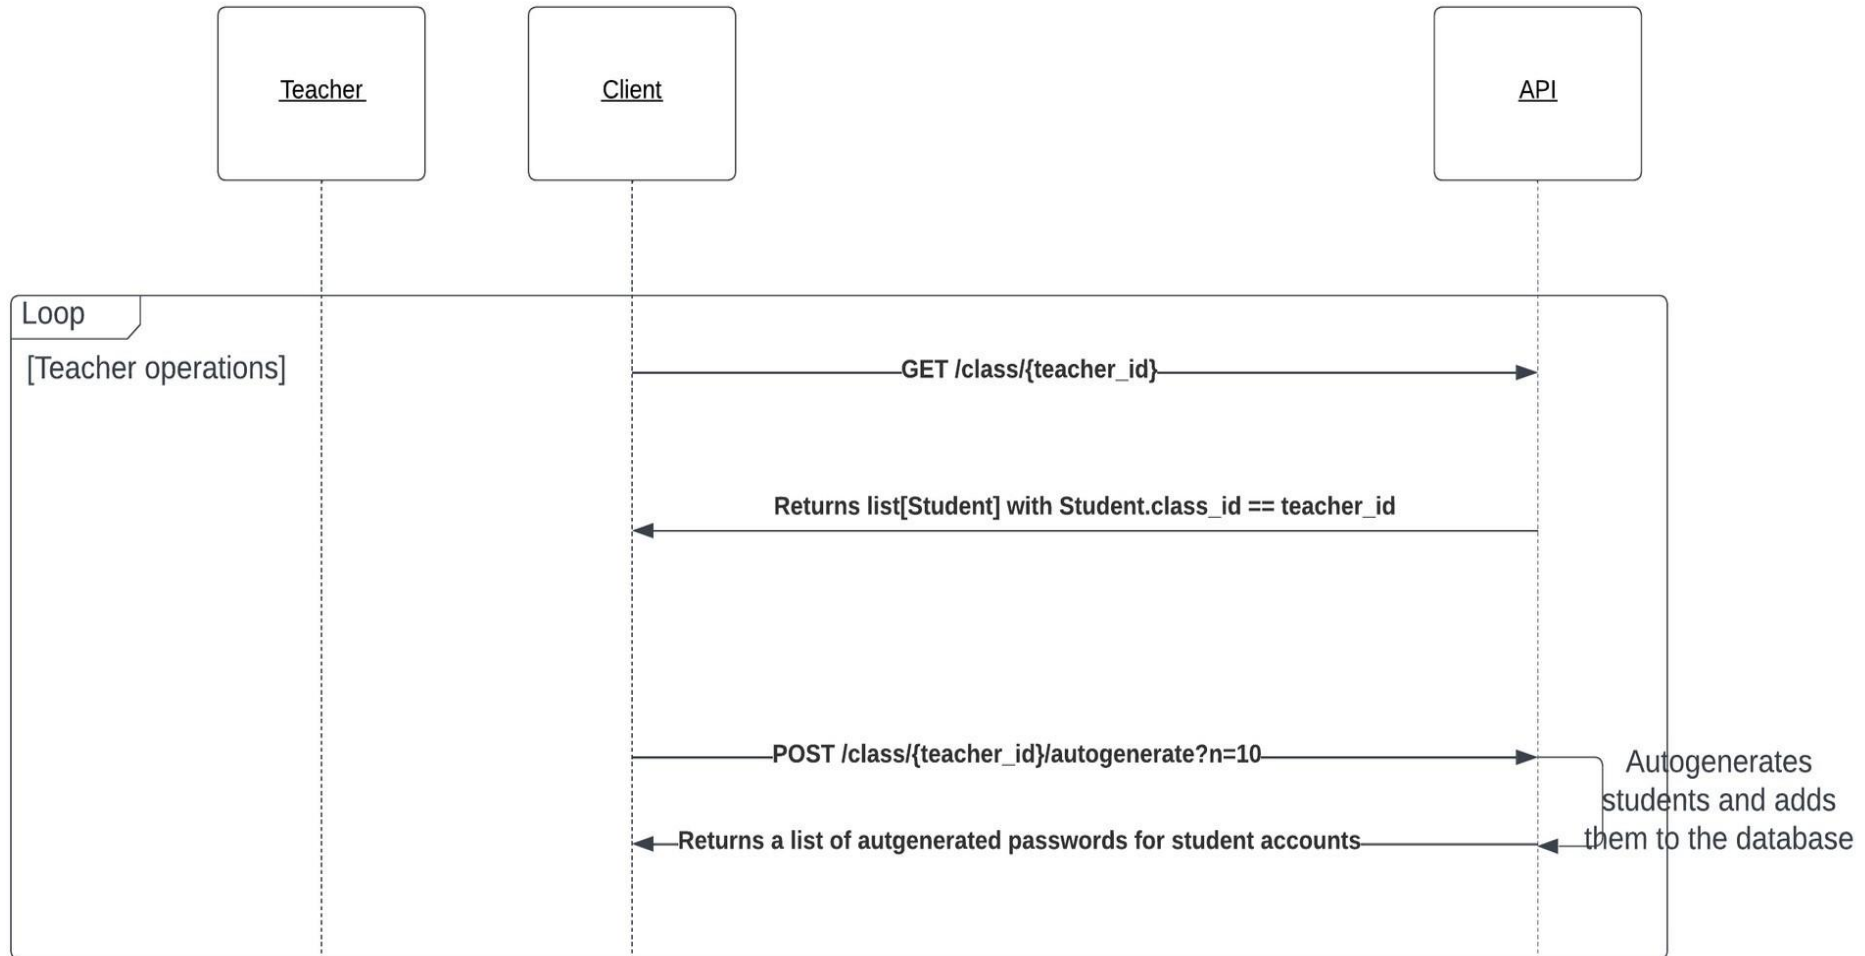 Teacher
Client
API
Loop
[Teacher operations]
GET /class/{teacher_id}
Returns list[Student] with Student.class_id == teacher_id
POST /class/{teacher_id}/autogenerate?n=10
Autogenerates
students and adds
them to the database
Returns a list of autgenerated passwords for student accounts